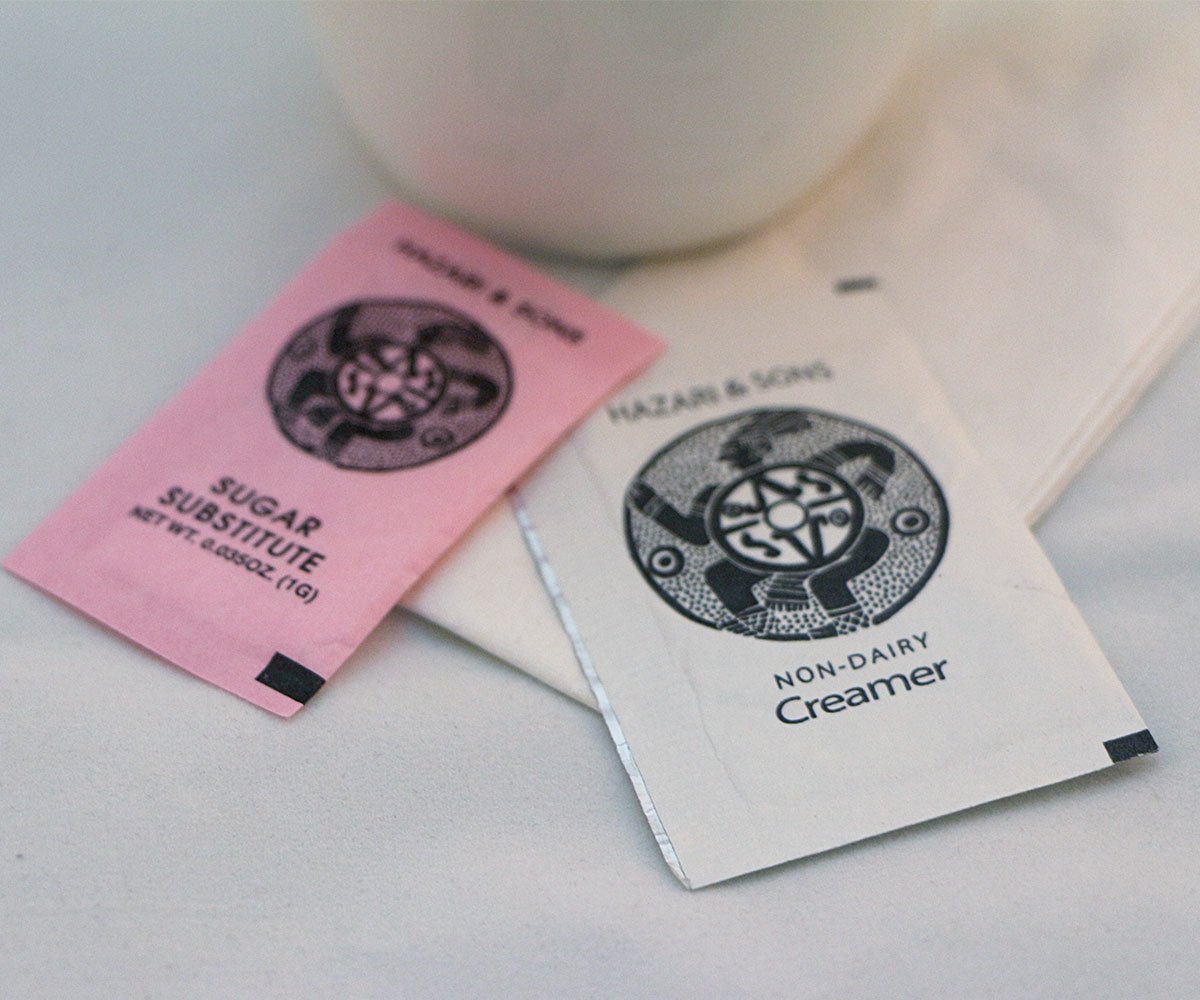 HAZARI & SONS
SUGAR
SUBSTITUTE
NET WT. 0.035OZ. (1G)
HAZARI & SONS
NON-DAIRY
Creamer